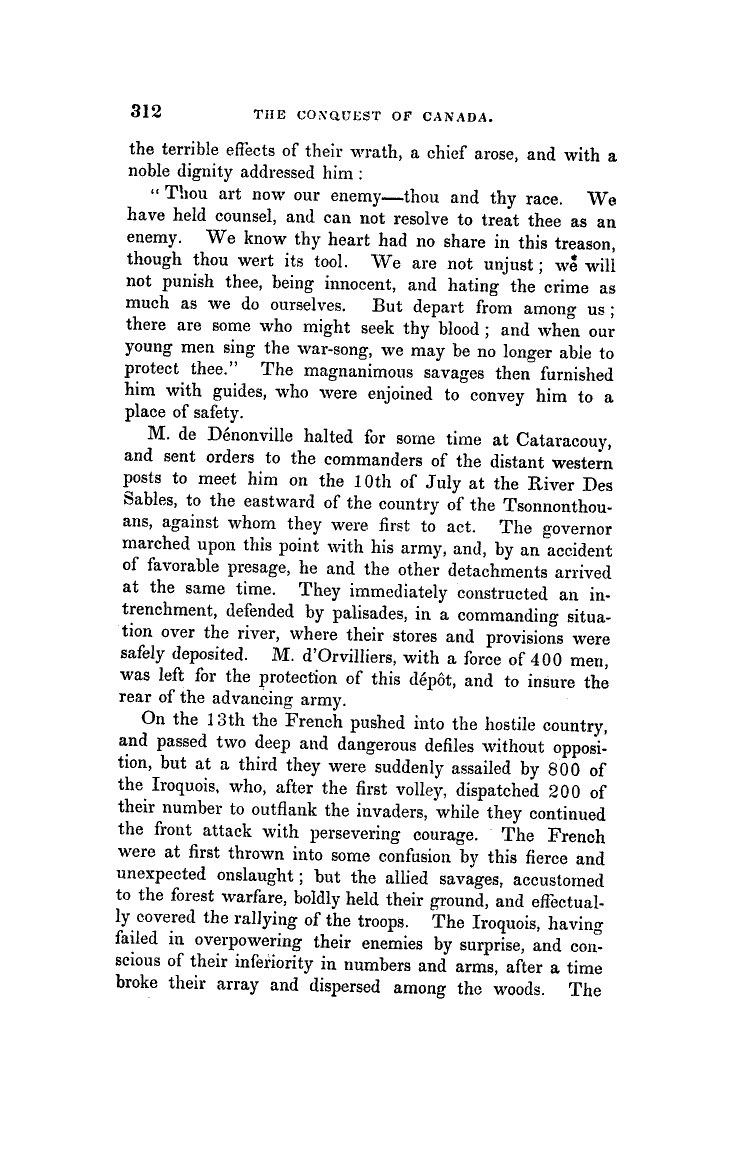 312 THE CONQUEST OF CANADA.
the terrible effects of their wrath, a chief arose, and with a
noble dignity addressed him :
“ Thou art now our enemy—thou and thy race. We
have held counsel, and can not resolve to treat thee as an
enemy. We know thy heart had no share in this treason,
though thou wert its tool. We are not unjust ; we will
not punish thee, being innocent, and hating the crime as
much as we do ourselves. But depart from among us ;
there are some who might seek thy blood ; and when our
young men sing the war-song, we may be no longer able to
protect thee.” The magnanimous savages then furnished
him with guides, who were enjoined to convey him to a
place of safety.
M. de Dénonville halted for some time at Cataracouy,
and sent orders to the commanders of the distant western
posts to meet him on the 10th of July at the River Des
Sables, to the eastward of the country of the Tsonnonthou-
ans, against whom they were first to act. The governor
marched upon this point with his army, and, by an accident
of favorable presage, he and the other detachments arrived
at the same time. They immediately constructed an in-
trenchment, defended by palisades, in a commanding situa-
tion over the river, where their stores and provisions were
safely deposited. M. d'Orvilliers, with a force of 400 men,
was left for the protection of this dépôt, and to insure the
rear of the advancing army.
On the 13th the French pushed into the hostile country,
and passed two deep and dangerous defiles without opposi-
tion, but at a third they were suddenly assailed by 800 of
the Iroquois, who, after the first volley, dispatched 200 of
their number to outflank the invaders, while they continued
the front attack with persevering courage. The French
were at first thrown into some confusion by this fierce and
unexpected onslaught ; but the allied savages, accustomed
to the forest warfare, boldly held their ground, and effectual-
ly covered the rallying of the troops. The Iroquois, having
failed in overpowering their enemies by surprise, and con-
scious of their inferiority in numbers and arms, after a time
broke their array and dispersed among the woods. The